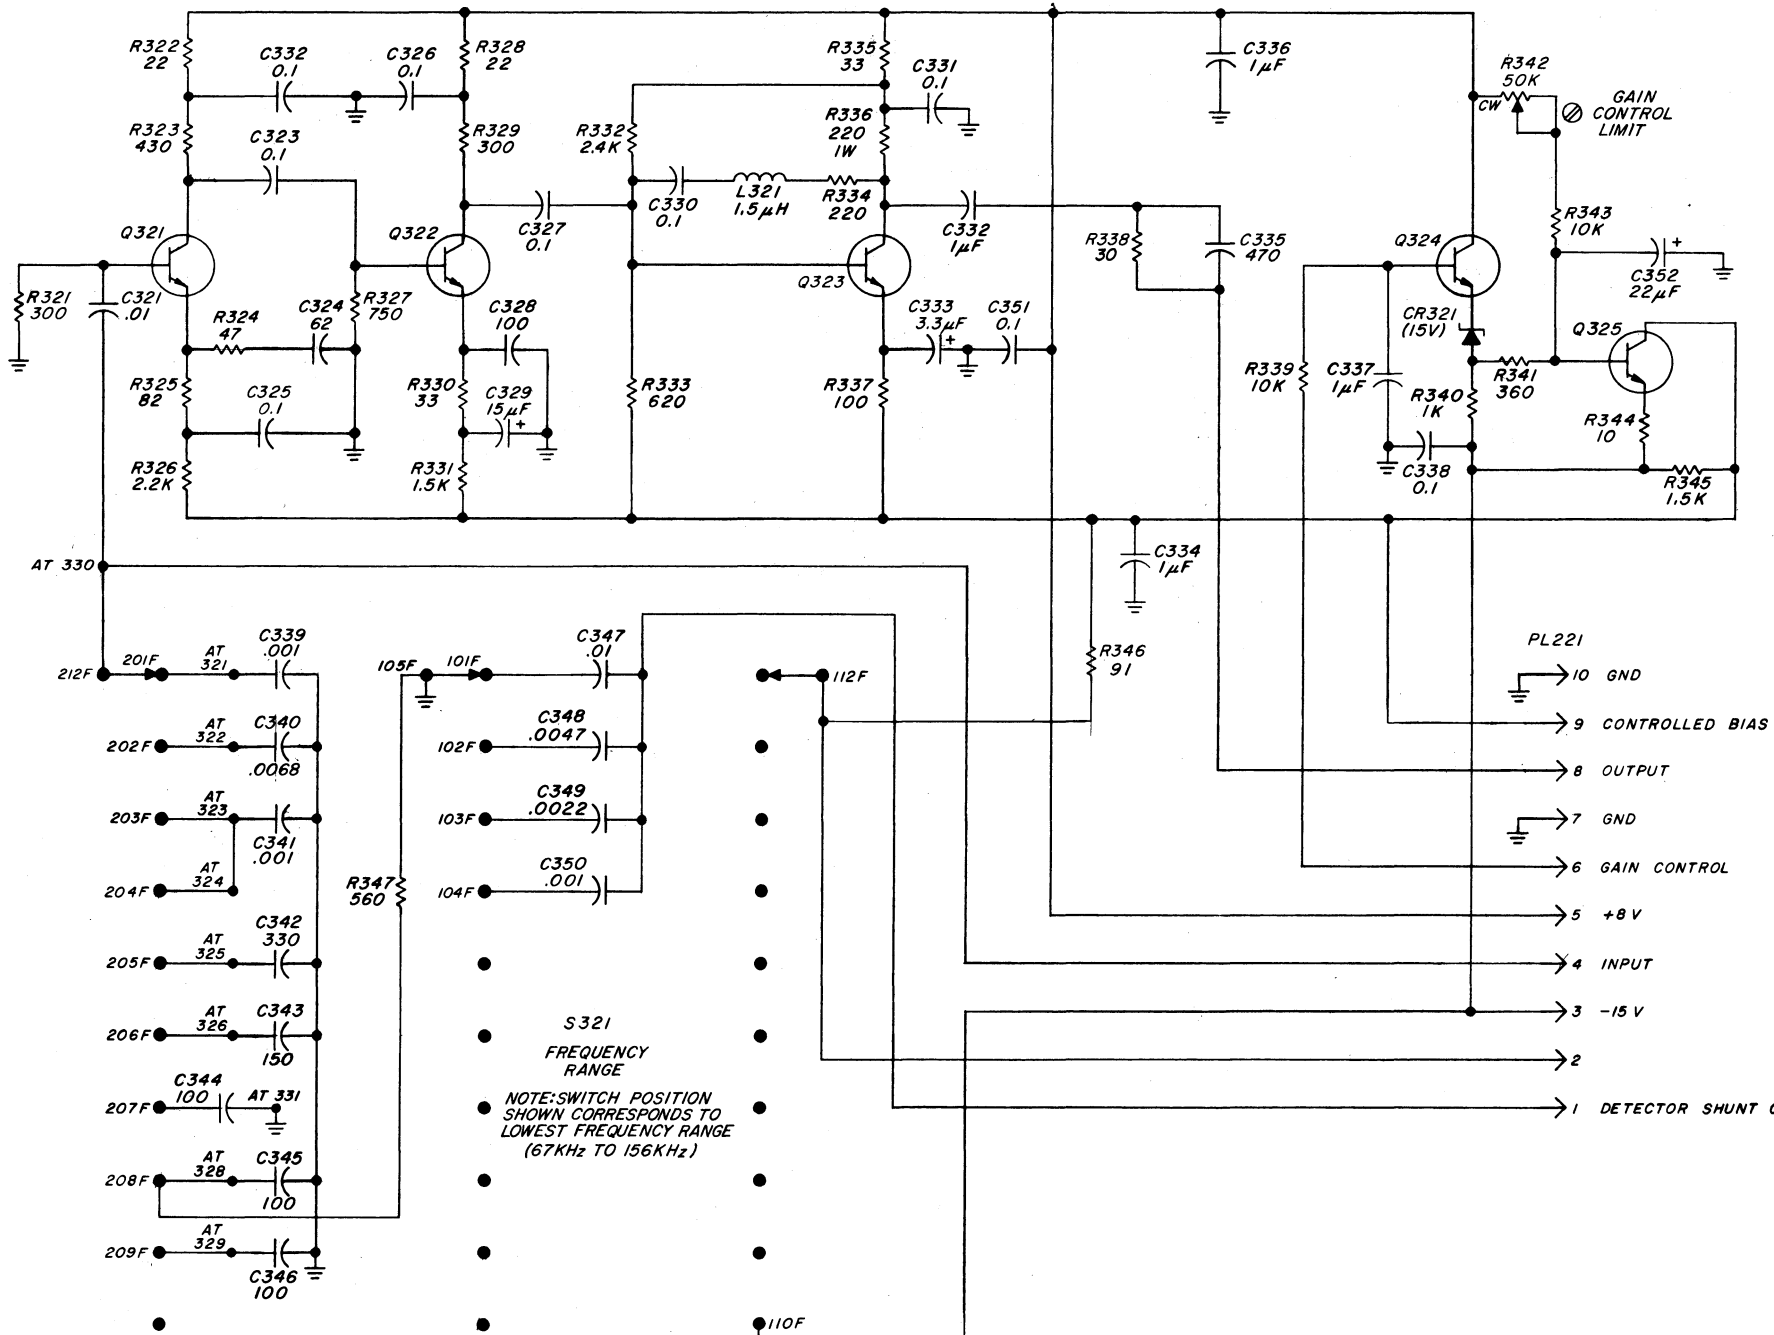 R322
22
C332
0.1
C326
0.1
R328
22
R335
33
C331
0.1
C336
1µF
R342
50K
CW
GAIN
CONTROL
LIMIT
R323
430
C323
0.1
R329
300
R332
2.4K
R336
220
1W
C330
0.1
L321
1.5µH
R334
220
R343
10K
Q321
Q322
C327
0.1
Q323
C332
1µF
R338
30
C335
470
Q324
C352
22µF
+
R321
300
C321
.01
R324
47
C324
62
R327
750
C328
100
C333
3.3µF
+
C351
0.1
CR321
(15V)
Q325
R325
82
C325
0.1
R330
33
C329
15µF
+
R333
620
R337
100
R339
10K
C337
1µF
R340
1K
R341
360
R344
10
R326
2.2K
R331
1.5K
C338
0.1
R345
1.5K
AT 330
C334
1µF
212F
201F
AT
321
C339
.001
105F
101F
C347
.01
112F
R346
91
PL221
10 GND
202F
AT
322
C340
.0068
102F
C348
.0047
9 CONTROLLED BIAS
8 OUTPUT
203F
AT
323
C341
.001
103F
C349
.0022
7 GND
204F
AT
324
R347
560
104F
C350
.001
6 GAIN CONTROL
5 +8V
205F
AT
325
C342
330
4 INPUT
206F
AT
326
C343
150
S321
FREQUENCY
RANGE
3 -15V
2
207F
C344
100
AT 331
NOTE:SWITCH POSITION
SHOWN CORRESPONDS TO
LOWEST FREQUENCY RANGE
(67KHz TO 156KHz)
1 DETECTOR SHUNT
208F
AT
328
C345
100
209F
AT
329
C346
100
110F